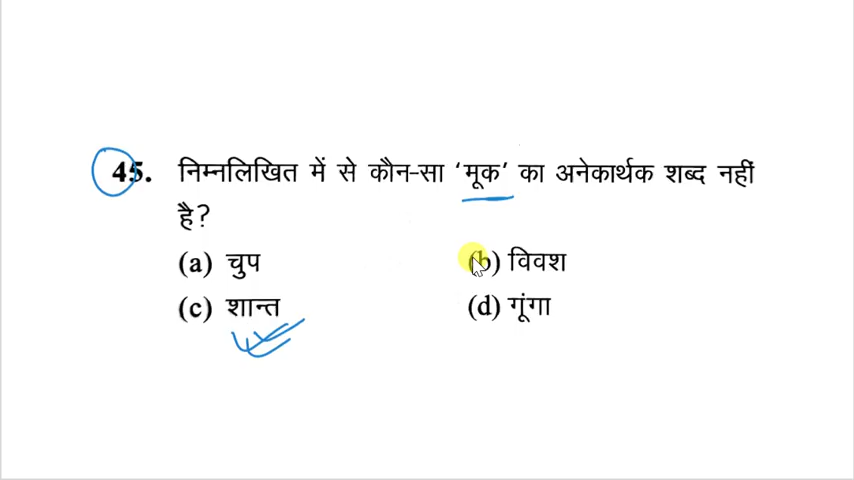 45. निम्नलिखित में से कौन-सा ‘मूक’ का अनेकार्थक शब्द नहीं
है?
(a) चुप (b) विवश
(c) शान्त (d) गूंगा